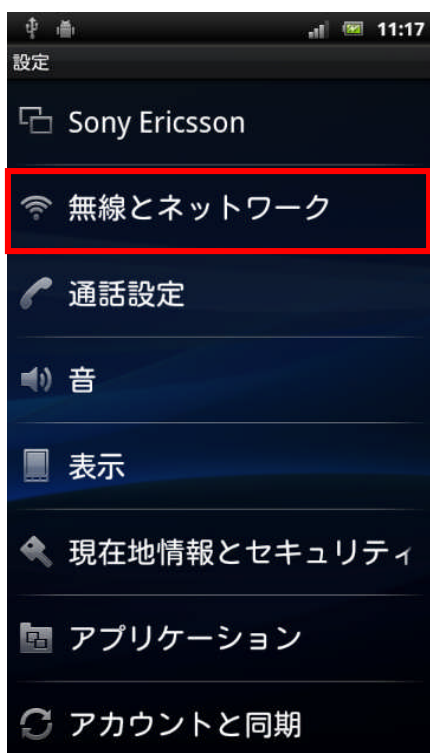 11:17
設定
Sony Ericsson
無線とネットワーク
通話設定
音
表示
現在地情報とセキュリティ
アプリケーション
アカウントと同期